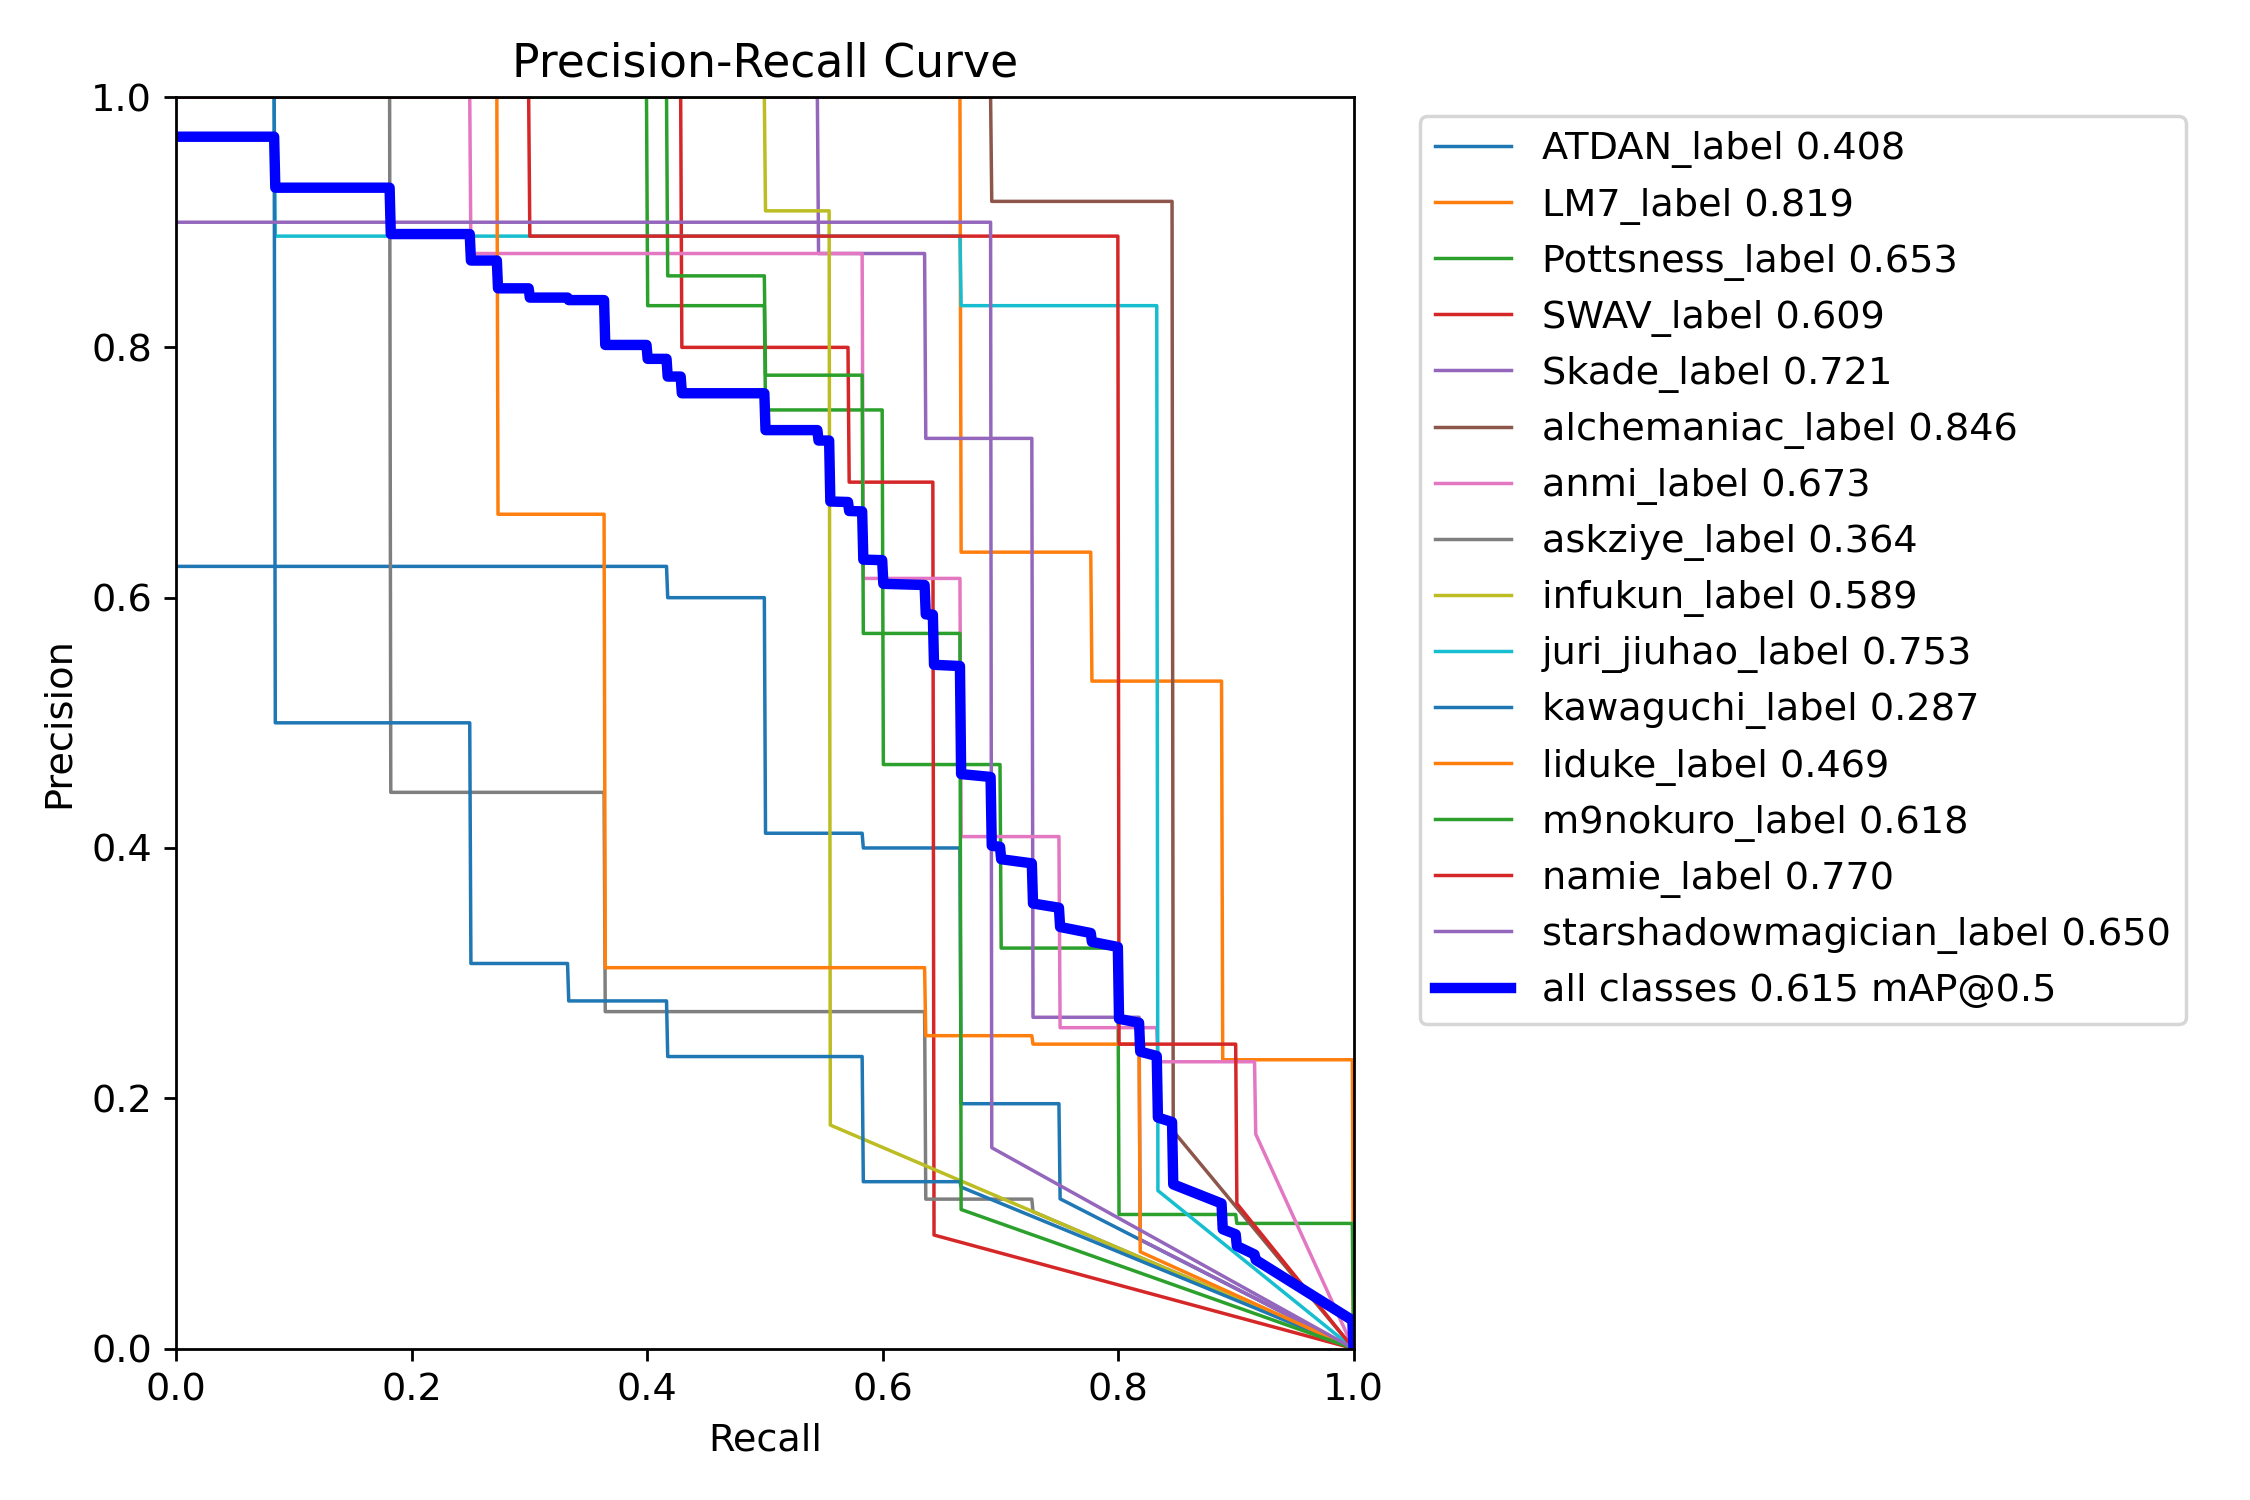 Precision-Recall Curve
1.0
0.8
0.6
0.4
0.2
0.0
Precision
0.0 0.2 0.4 0.6 0.8 1.0
Recall
ATDAN_label 0.408
LM7_label 0.819
Pottsness_label 0.653
SWAV_label 0.609
Skade_label 0.721
alchemaniac_label 0.846
anmi_label 0.673
askziye_label 0.364
infukun_label 0.589
juri_jiuhao_label 0.753
kawaguchi_label 0.287
liduke_label 0.469
m9nokuro_label 0.618
namie_label 0.770
starshadowmagician_label 0.650
all classes 0.615 mAP@0.5